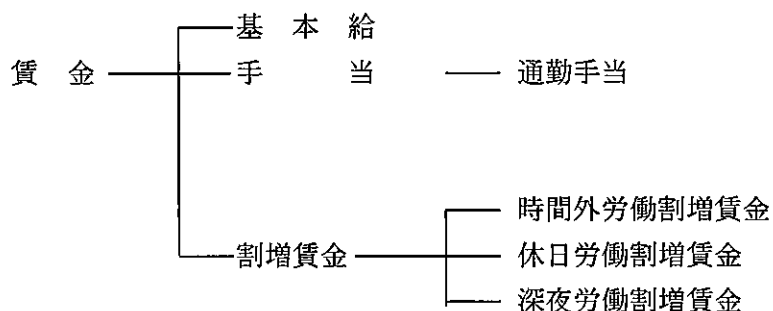 基本給
賃金 手当 通勤手当
時間外労働割増賃金
割増賃金 休日労働割増賃金
深夜労働割増賃金